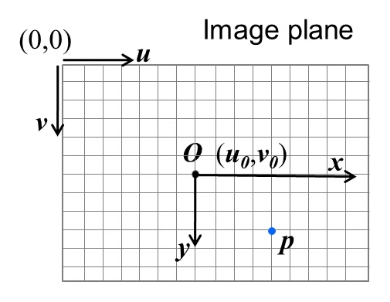 Image plane
(0,0)
u
v
O (u₀,v₀)
x
y
p